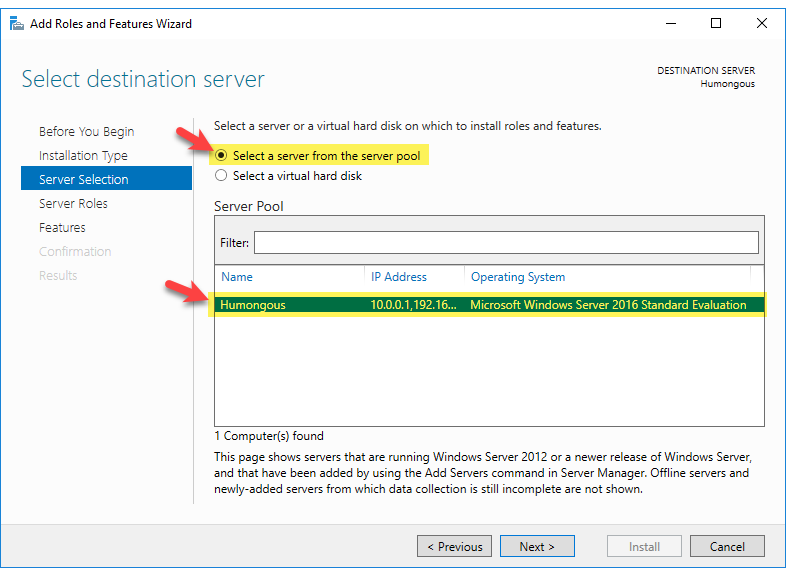 Add Roles and Features Wizard
Select destination server
DESTINATION SERVER
Humongous
Before You Begin
Installation Type
Server Selection
Server Roles
Features
Confirmation
Results
Select a server or a virtual hard disk on which to install roles and features.
Select a server from the server pool
Select a virtual hard disk
Server Pool
Filter:
Name IP Address Operating System
Humongous 10.0.0.1,192.16... Microsoft Windows Server 2016 Standard Evaluation
1 Computer(s) found
This page shows servers that are running Windows Server 2012 or a newer release of Windows Server,
and that have been added by using the Add Servers command in Server Manager. Offline servers and
newly-added servers from which data collection is still incomplete are not shown.
< Previous Next > Install Cancel